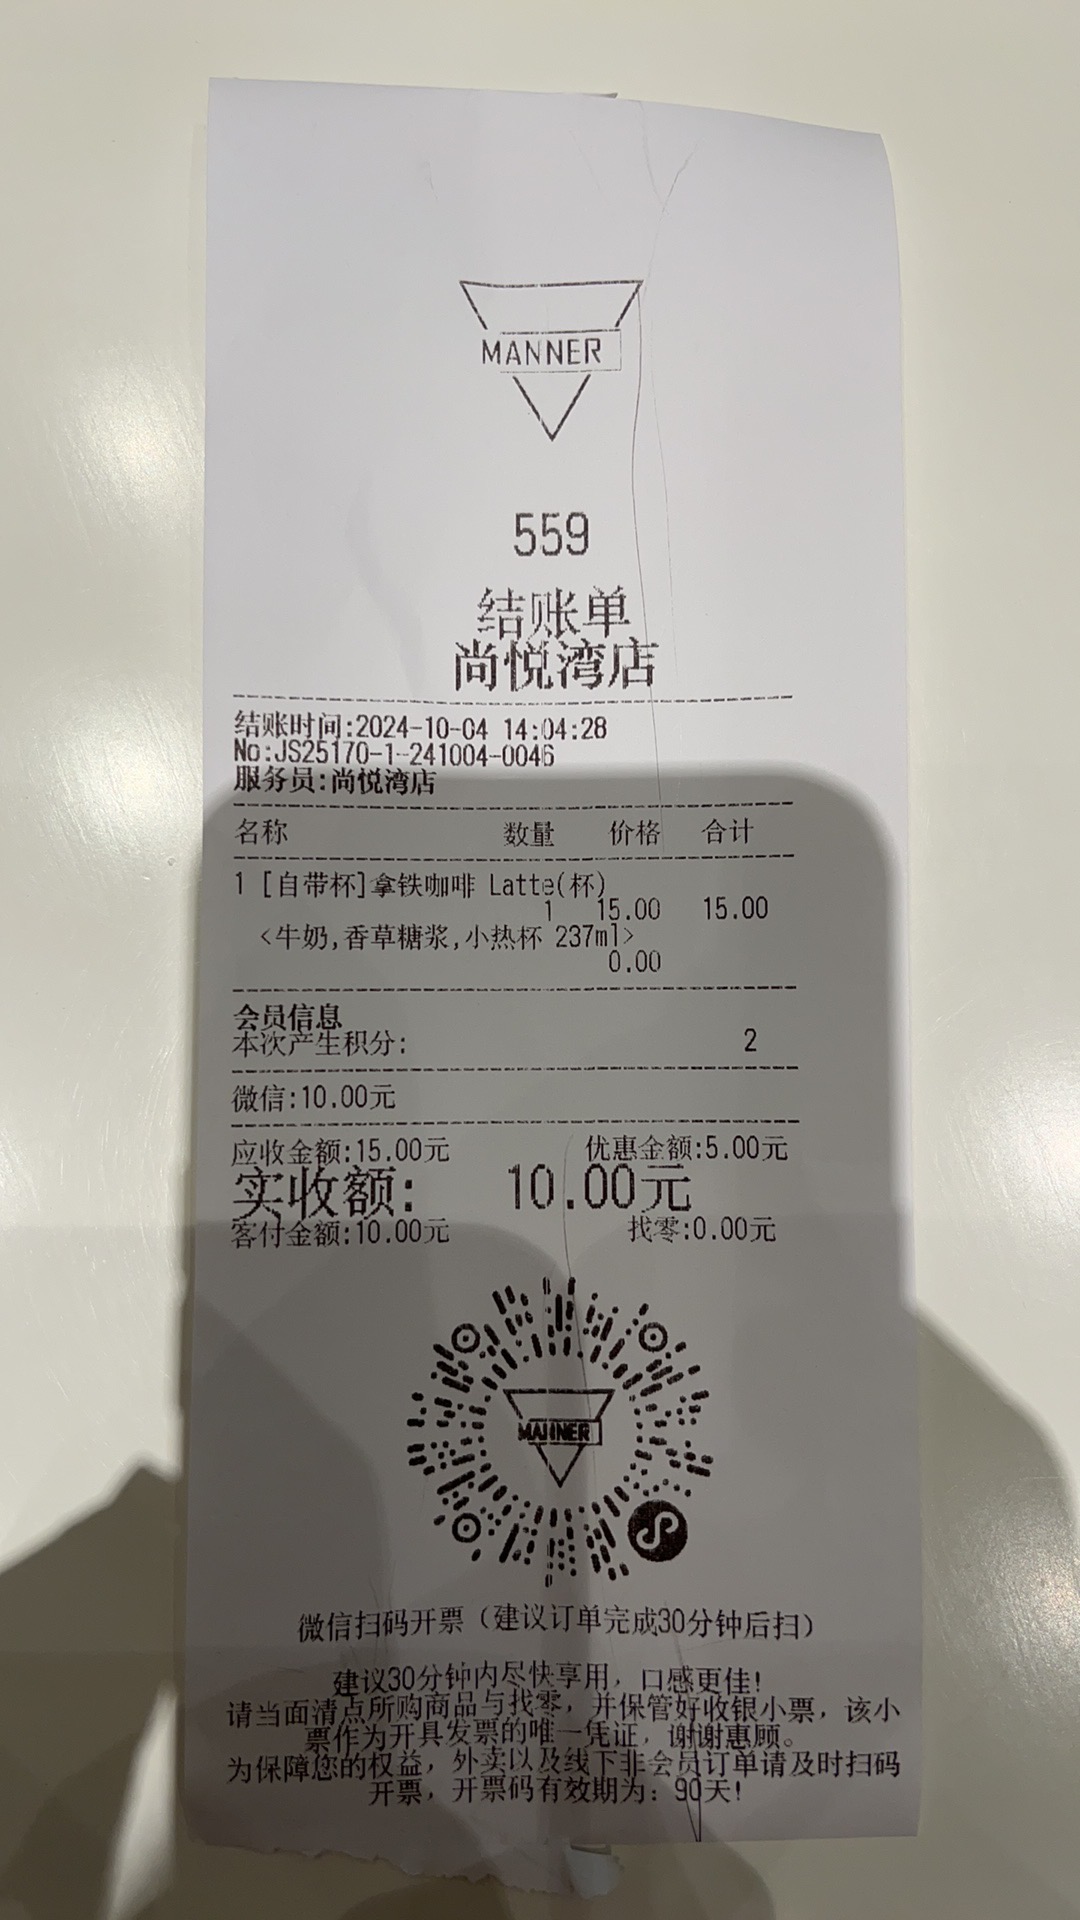 MANNER
559
结账单
尚悦湾店
结账时间:2024-10-04 14:04:28
No:JS25170-1-241004-0046
服务员:尚悦湾店
名称 数量 价格 合计
1 [自带杯]拿铁咖啡 Latte(杯)
1 15.00 15.00
<牛奶,香草糖浆,小热杯 237ml>
0.00
会员信息
本次产生积分: 2
微信:10.00元
应收金额:15.00元 优惠金额:5.00元
实收额: 10.00元
客付金额:10.00元 找零:0.00元
MANNER
微信扫码开票（建议订单完成30分钟后扫）
建议30分钟内尽快享用，口感更佳!
请当面清点所购商品与找零，并保管好收银小票，该小
票作为开具发票的唯一凭证，谢谢惠顾。
为保障您的权益，外卖以及线下非会员订单请及时扫码
开票，开票码有效期为：90天!